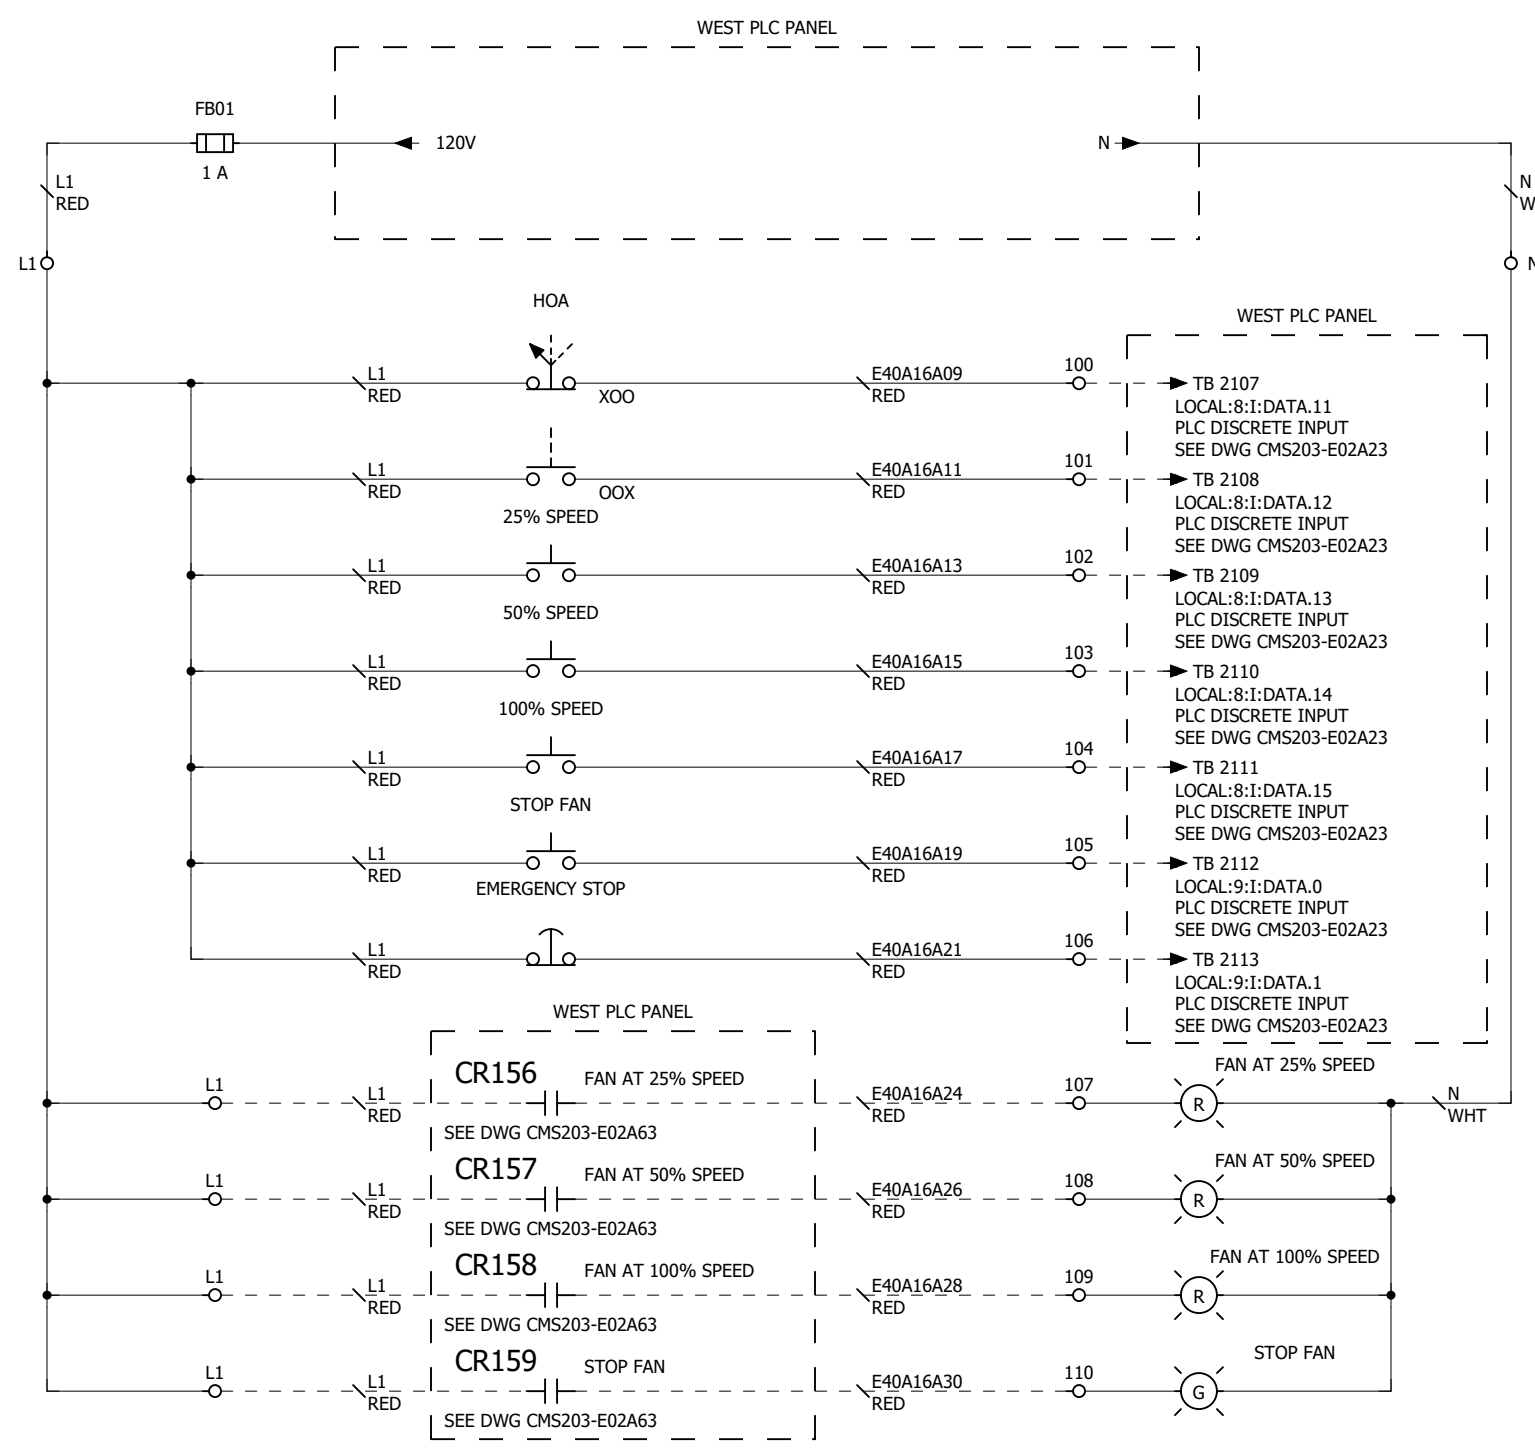 WEST PLC PANEL
FB01
120V
N
1 A
L1
RED
N
W
L1
N
HOA
WEST PLC PANEL
L1
RED
XOO
E40A16A09
RED
100
TB 2107
LOCAL:8:I:DATA.11
PLC DISCRETE INPUT
SEE DWG CMS203-E02A23
L1
RED
OOX
E40A16A11
RED
101
TB 2108
LOCAL:8:I:DATA.12
PLC DISCRETE INPUT
SEE DWG CMS203-E02A23
25% SPEED
L1
RED
E40A16A13
RED
102
TB 2109
LOCAL:8:I:DATA.13
PLC DISCRETE INPUT
SEE DWG CMS203-E02A23
50% SPEED
L1
RED
E40A16A15
RED
103
TB 2110
LOCAL:8:I:DATA.14
PLC DISCRETE INPUT
SEE DWG CMS203-E02A23
100% SPEED
L1
RED
E40A16A17
RED
104
TB 2111
LOCAL:8:I:DATA.15
PLC DISCRETE INPUT
SEE DWG CMS203-E02A23
STOP FAN
L1
RED
E40A16A19
RED
105
TB 2112
LOCAL:9:I:DATA.0
PLC DISCRETE INPUT
SEE DWG CMS203-E02A23
EMERGENCY STOP
L1
RED
E40A16A21
RED
106
TB 2113
LOCAL:9:I:DATA.1
PLC DISCRETE INPUT
SEE DWG CMS203-E02A23
WEST PLC PANEL
L1
L1
RED
CR156
FAN AT 25% SPEED
SEE DWG CMS203-E02A63
E40A16A24
RED
107
FAN AT 25% SPEED
R
N
WHT
L1
L1
RED
CR157
FAN AT 50% SPEED
SEE DWG CMS203-E02A63
E40A16A26
RED
108
FAN AT 50% SPEED
R
L1
L1
RED
CR158
FAN AT 100% SPEED
SEE DWG CMS203-E02A63
E40A16A28
RED
109
FAN AT 100% SPEED
R
L1
L1
RED
CR159
STOP FAN
SEE DWG CMS203-E02A63
E40A16A30
RED
110
STOP FAN
G